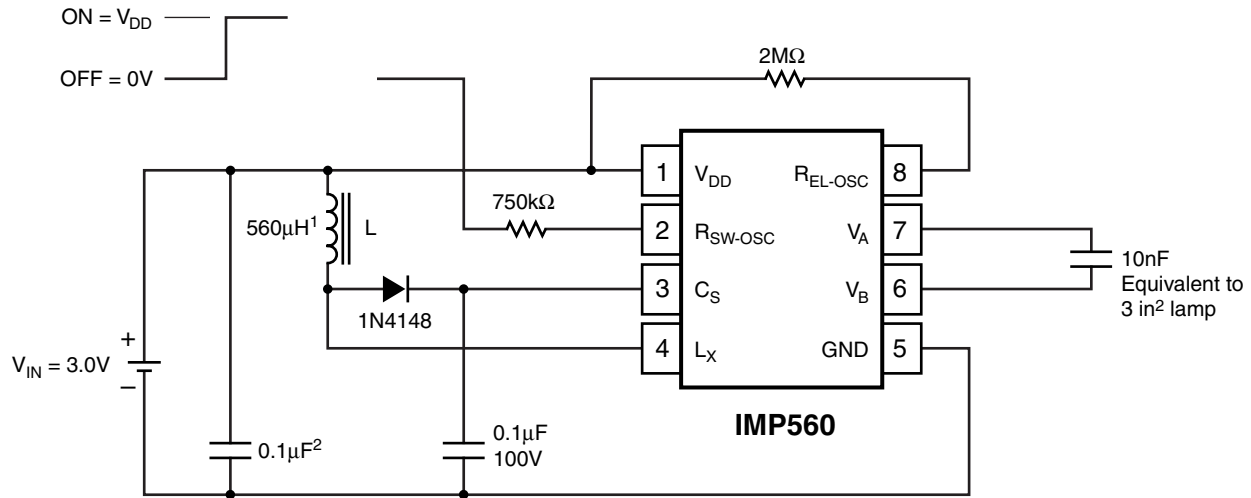 ON = V_DD
OFF = 0V
2MΩ
1 V_DD
R_EL-OSC 8
750kΩ
560μH¹ L
2 R_SW-OSC
V_A 7
10nF
Equivalent to
3 in² lamp
3 C_S
V_B 6
1N4148
4 L_X
GND 5
+
V_IN = 3.0V
–
IMP560
0.1μF²
0.1μF
100V